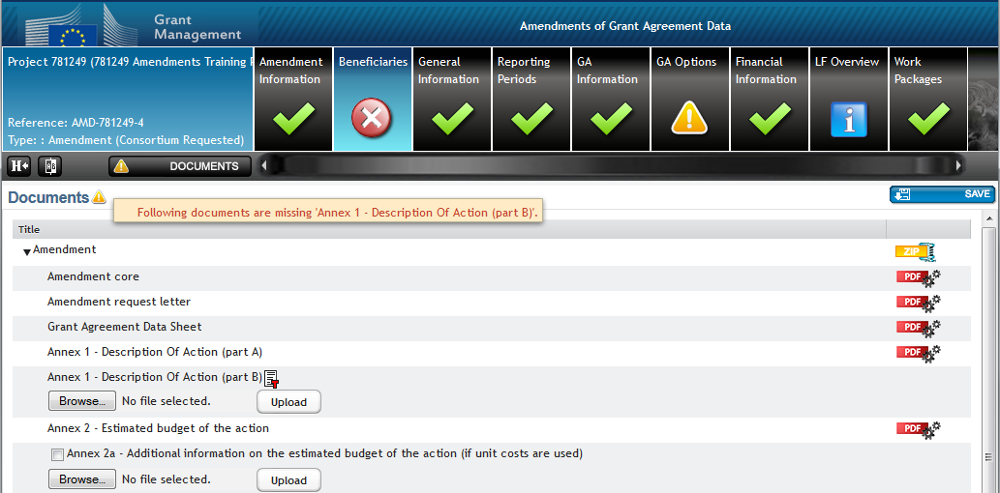 Grant
Management
Amendments of Grant Agreement Data
Project 781249 (781249 Amendments Training
Reference: AMD-781249-4
Type: : Amendment (Consortium Requested)
Amendment
Information
Beneficiaries
General
Information
Reporting
Periods
GA
Information
GA Options
Financial
Information
LF Overview
Work
Packages
DOCUMENTS
Documents
Following documents are missing 'Annex 1 - Description Of Action (part B)'.
SAVE
Title
Amendment
ZIP
Amendment core
PDF
Amendment request letter
PDF
Grant Agreement Data Sheet
PDF
Annex 1 - Description Of Action (part A)
PDF
Annex 1 - Description Of Action (part B)
Browse... No file selected. Upload
Annex 2 - Estimated budget of the action
PDF
Annex 2a - Additional information on the estimated budget of the action (if unit costs are used)
Browse... No file selected. Upload